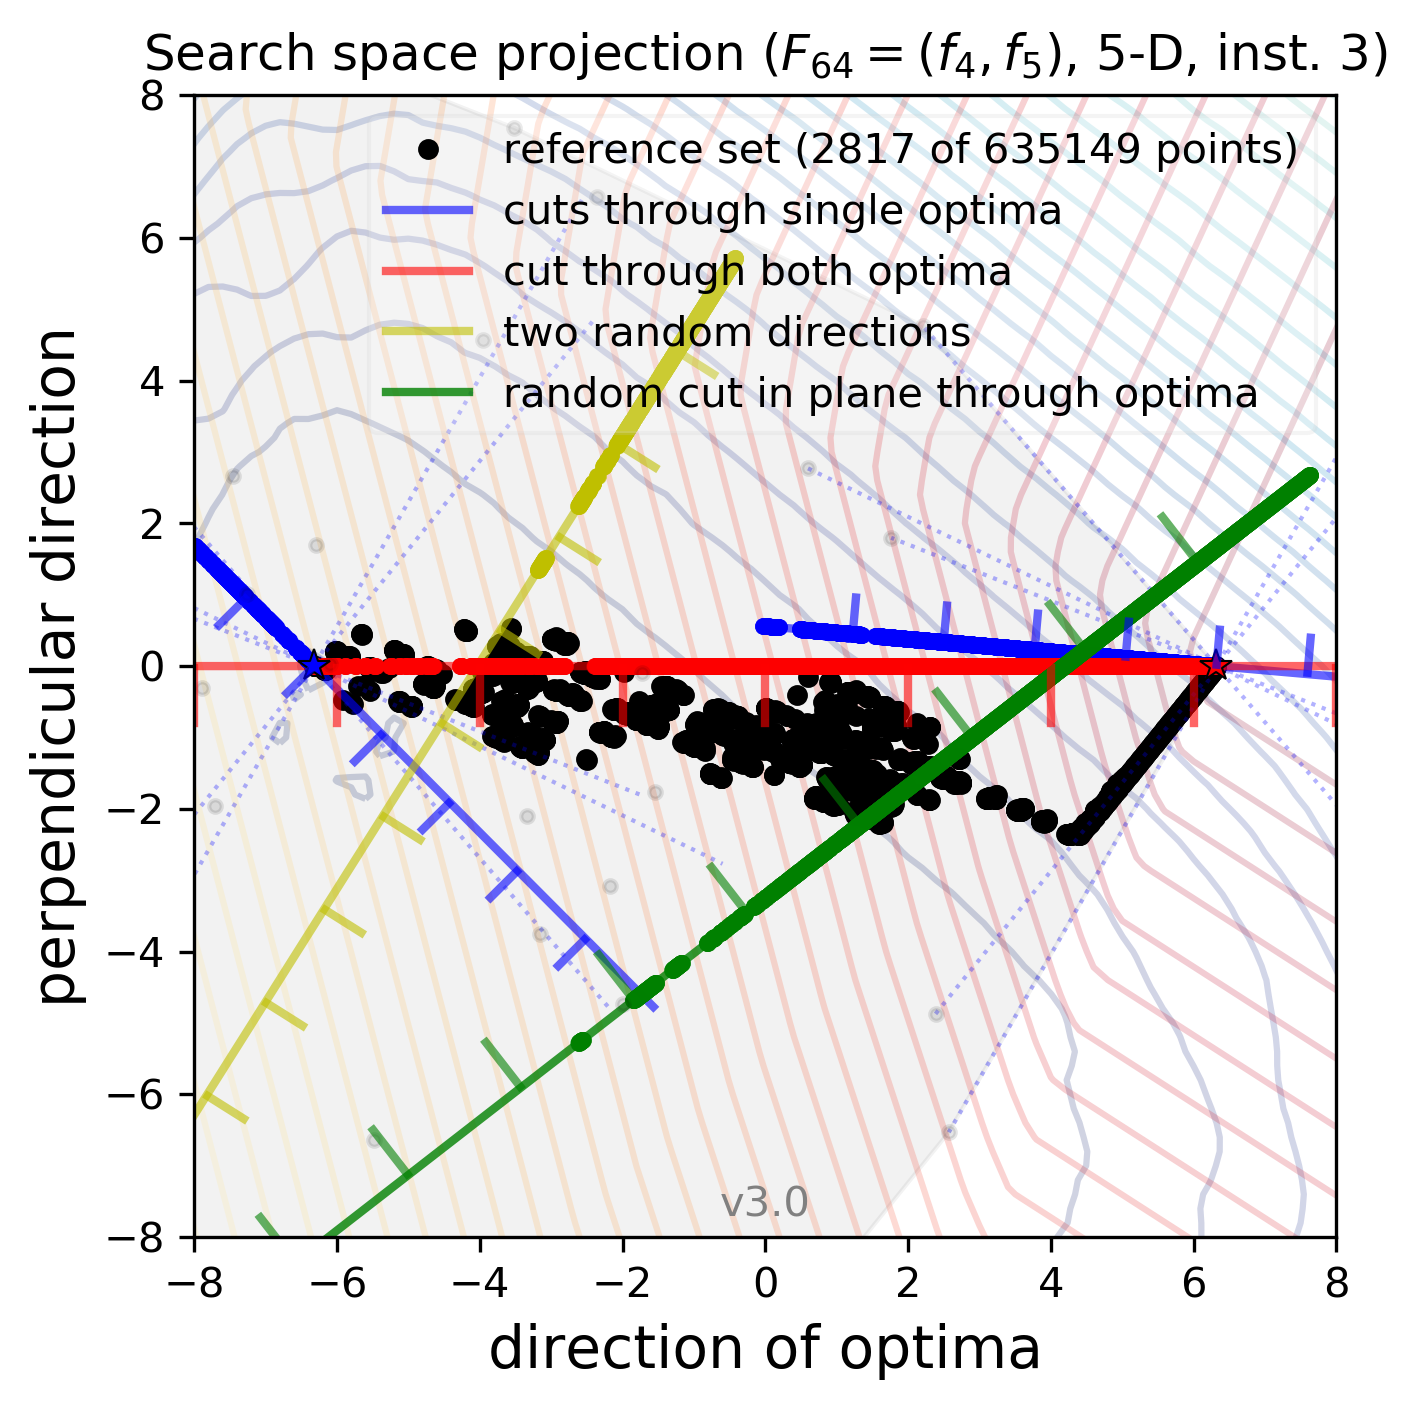 Search space projection (F64 = (f4, f5), 5-D, inst. 3)
reference set (2817 of 635149 points)
cuts through single optima
cut through both optima
two random directions
random cut in plane through optima
perpendicular direction
8
6
4
2
0
−2
−4
−6
−8
v3.0
−8 −6 −4 −2 0 2 4 6 8
direction of optima